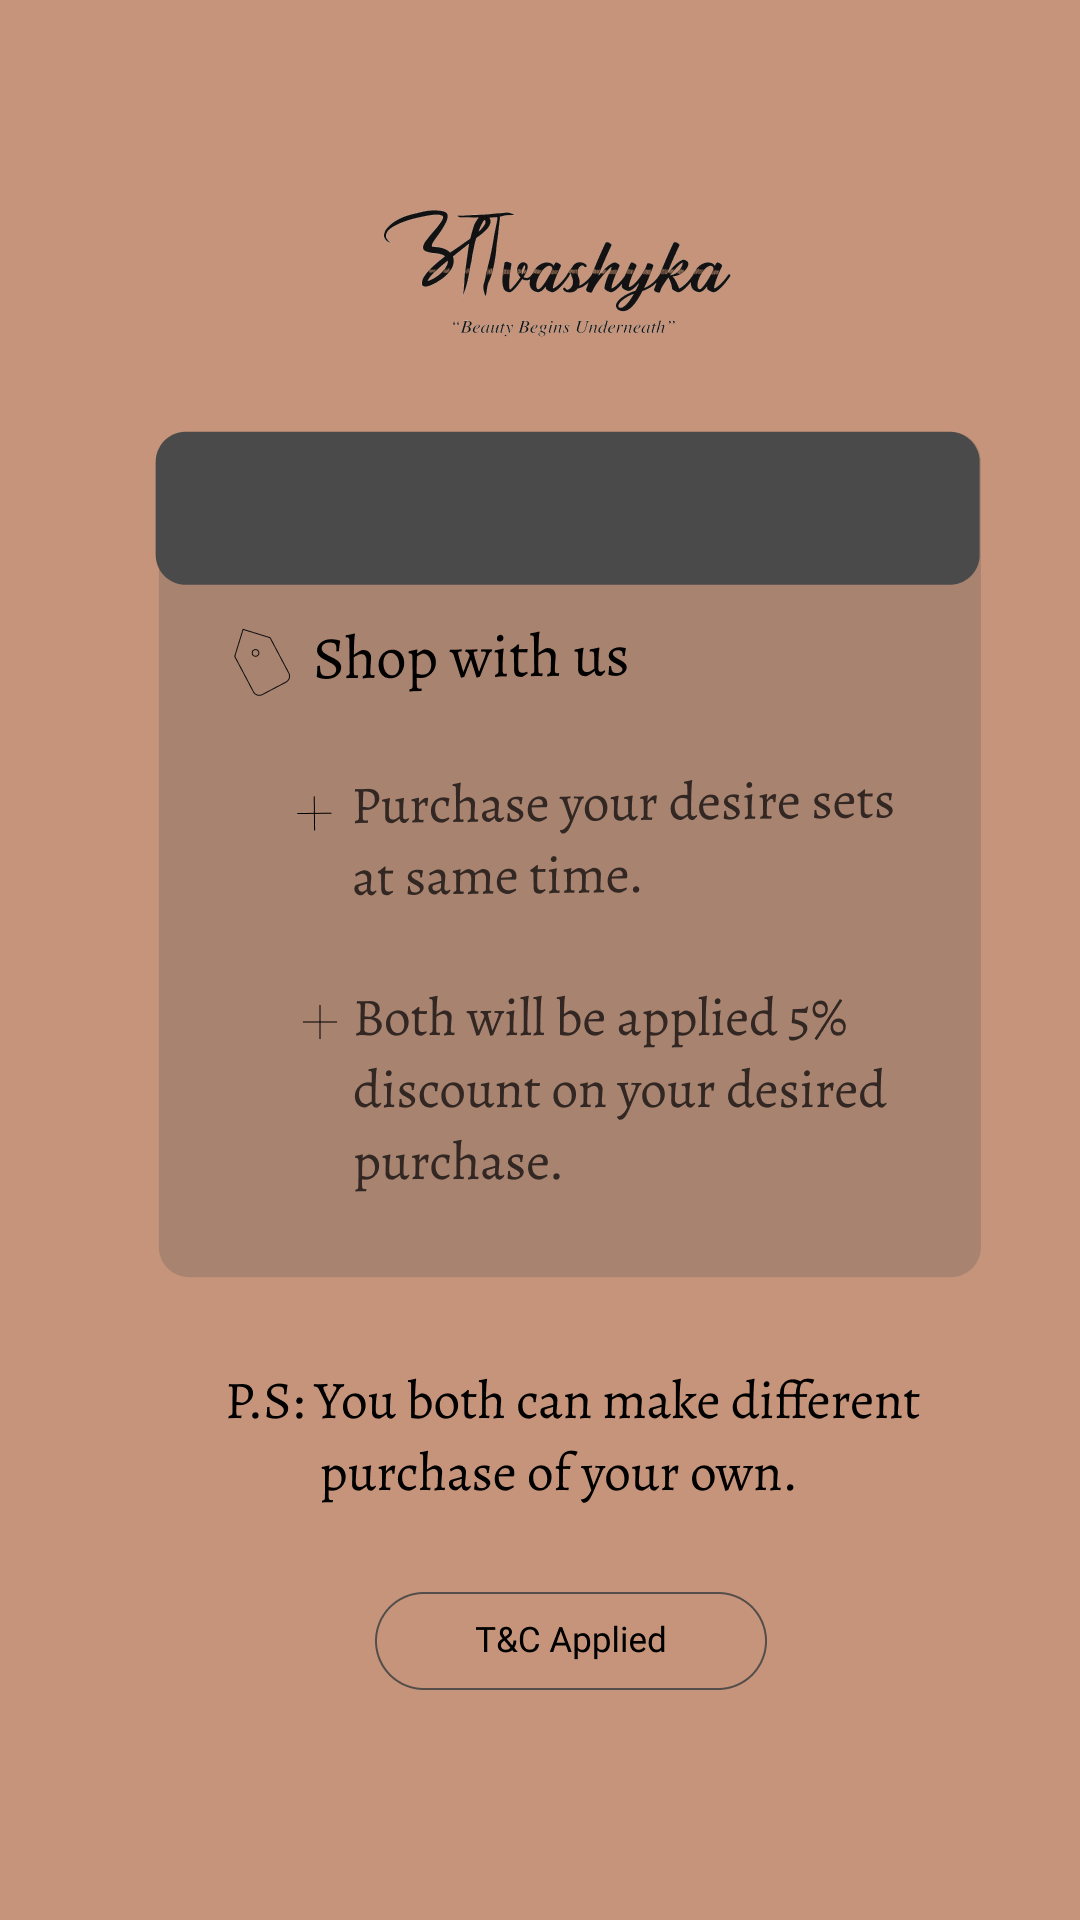 आvashyka
“Beauty Begins Underneath”
Shop with us
Purchase your desire sets
at same time.
Both will be applied 5%
discount on your desired
purchase.
P.S: You both can make different
purchase of your own.
T&C Applied